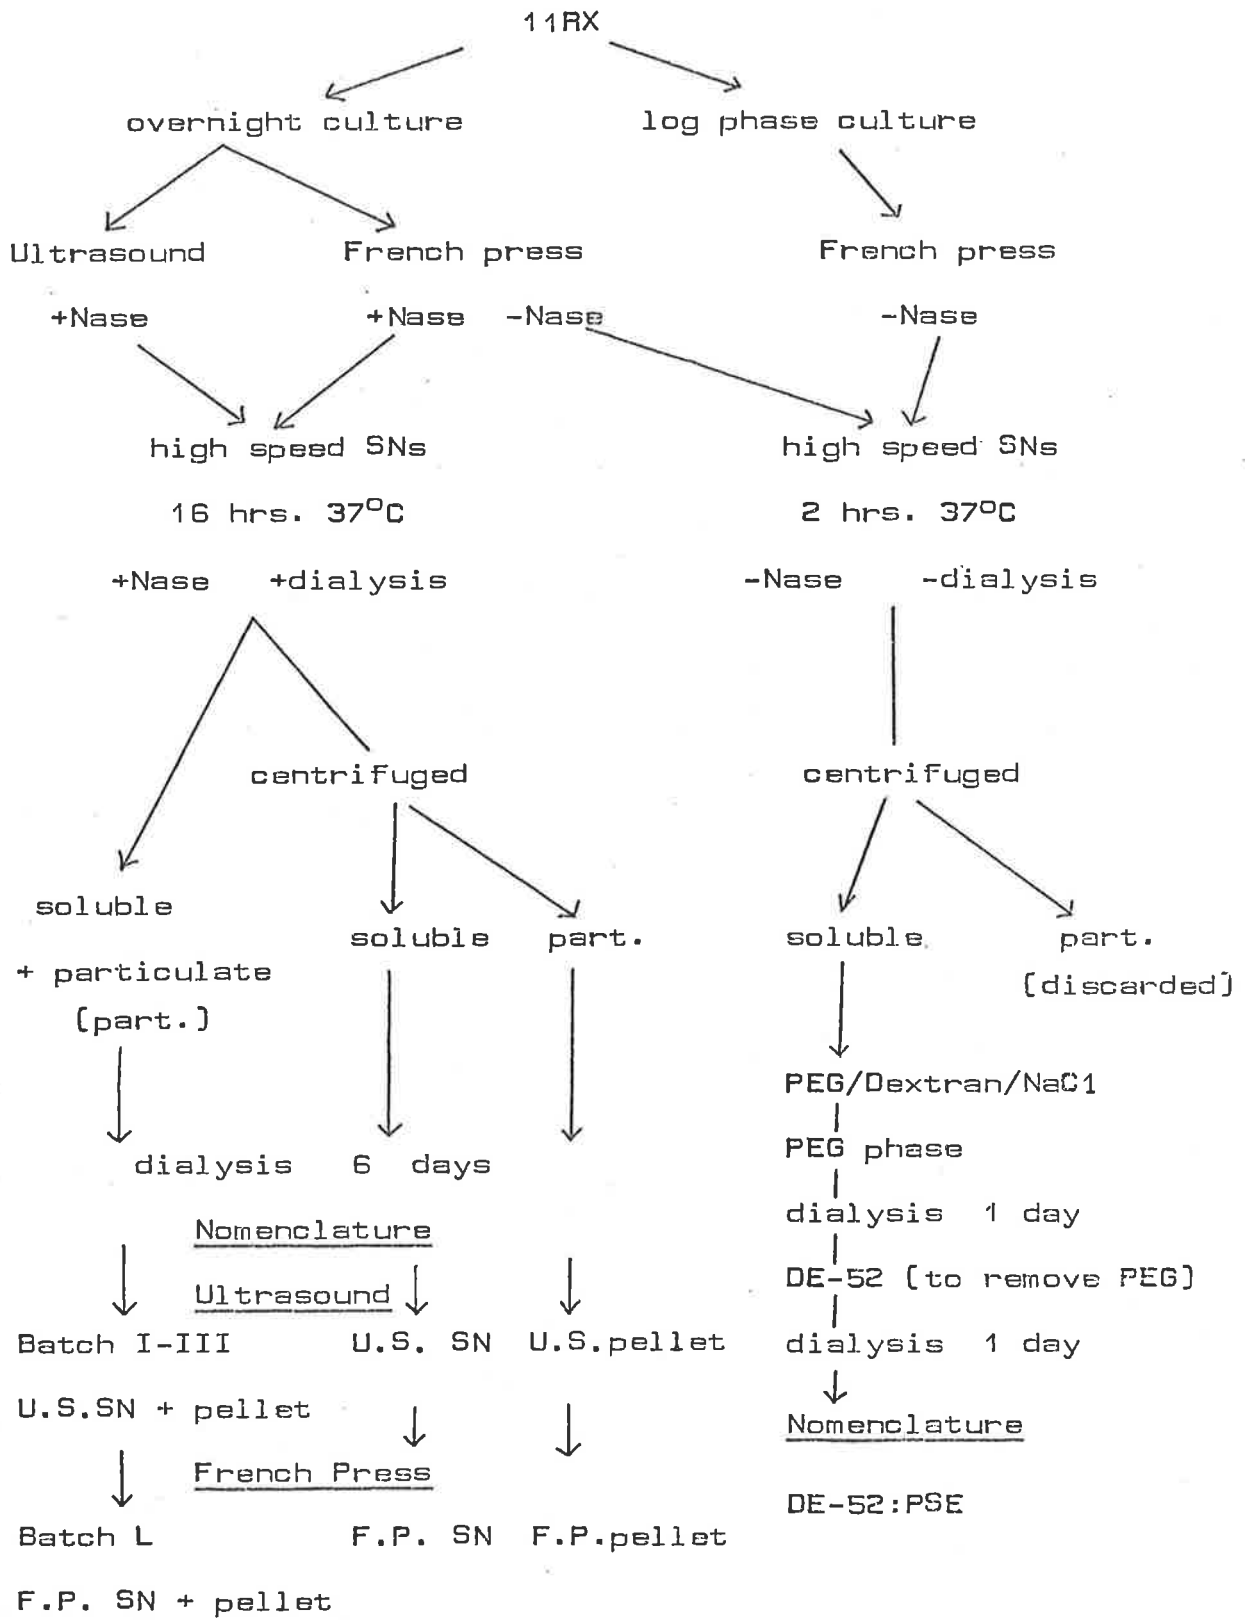 11RX
overnight culture log phase culture
Ultrasound French press French press
+Nase +Nase -Nase -Nase
high speed SNs high speed SNs
16 hrs. 37°C 2 hrs. 37°C
+Nase +dialysis -Nase -dialysis
centrifuged centrifuged
soluble
soluble part. soluble part.
+ particulate (discarded)
(part.)
PEG/Dextran/NaCl
PEG phase
dialysis 6 days
dialysis 1 day
Nomenclature
DE-52 (to remove PEG)
Ultrasound
Batch I-III U.S. SN U.S.pellet dialysis 1 day
U.S.SN + pellet
Nomenclature
French Press
DE-52:PSE
Batch L F.P. SN F.P.pellet
F.P. SN + pellet